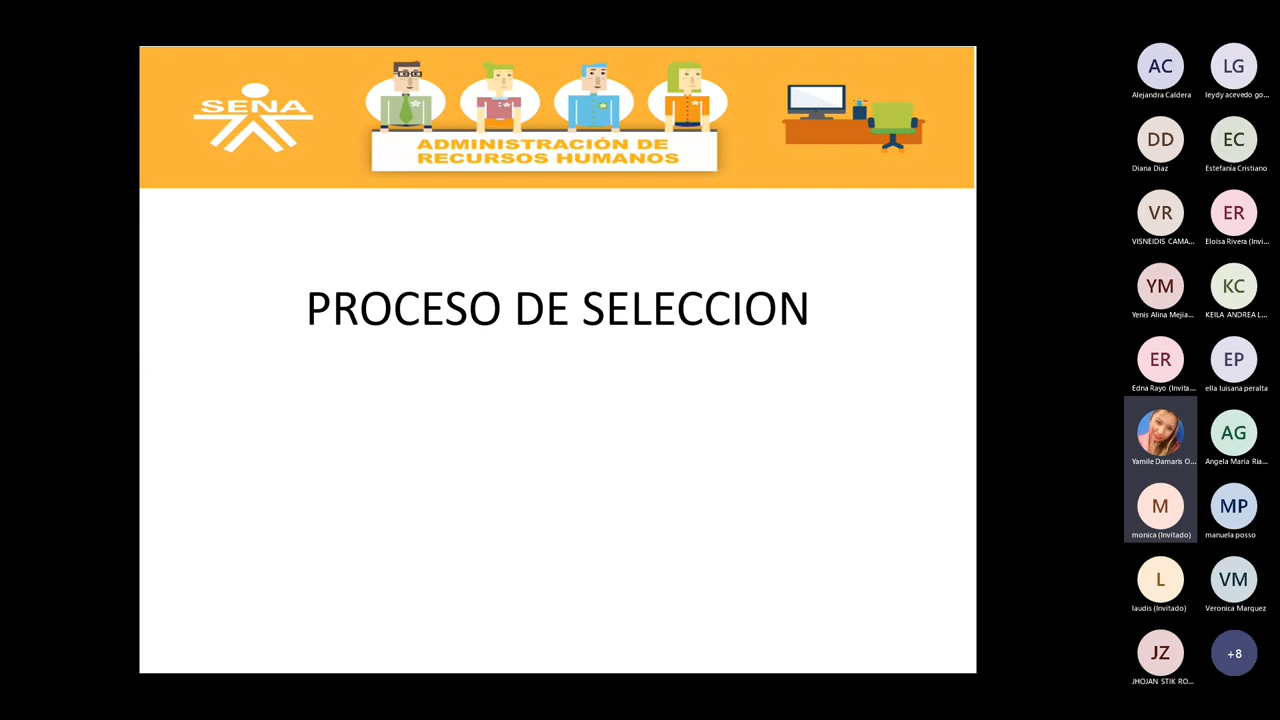 SENA
ADMINISTRACIÓN DE
RECURSOS HUMANOS
PROCESO DE SELECCION
AC
Alejandra Caldera
LG
leydy acevedo go...
DD
Diana Diaz
EC
Estefanía Cristiano
VR
VISNEIDIS CAMA...
ER
Eloisa Rivera (Invi...
YM
Yenis Alina Mejia...
KC
KEILA ANDREA L...
ER
Edna Rayo (Invita...
EP
ella luisana peralta
Yamile Damaris O...
AG
Angela Maria Ria...
M
monica (Invitado)
MP
manuela posso
L
laudis (Invitado)
VM
Veronica Marquez
JZ
JHOJAN STIK RO...
+8